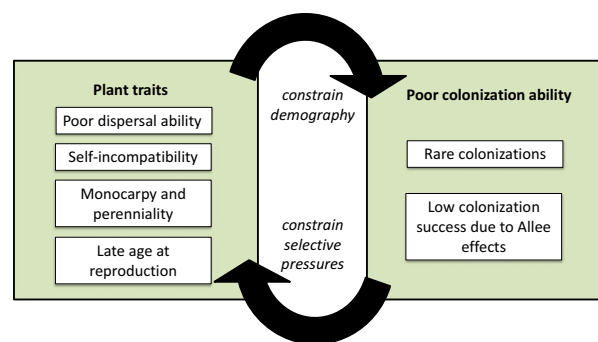 Plant traits
Poor dispersal ability
Self-incompatibility
Monocarpy and
perenniality
Late age at
reproduction
constrain
demography
constrain
selective
pressures
Poor colonization ability
Rare colonizations
Low colonization
success due to Allee
effects